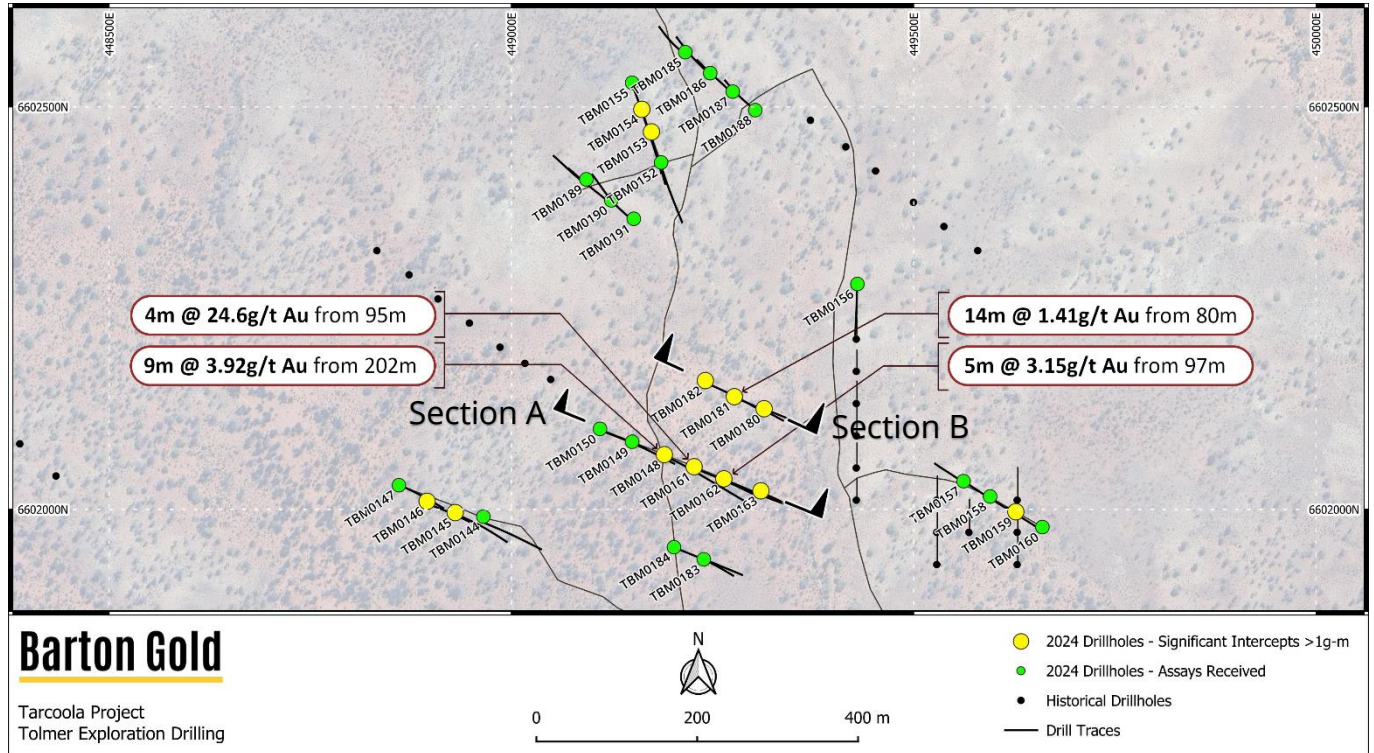 448500E
449000E
449500E
450000E
6602500N
6602500N
TBM0185
TBM0186
TBM0187
TBM0188
TBM0155
TBM0154
TBM0153
TBM0152
TBM0189
TBM0190
TBM0191
TBM0156
4m @ 24.6g/t Au from 95m
14m @ 1.41g/t Au from 80m
9m @ 3.92g/t Au from 202m
5m @ 3.15g/t Au from 97m
TBM0182
TBM0181
TBM0180
Section A
Section B
TBM0150
TBM0149
TBM0148
TBM0161
TBM0162
TBM0163
TBM0147
TBM0146
TBM0145
TBM0144
TBM0157
TBM0158
TBM0159
TBM0160
6602000N
6602000N
TBM0184
TBM0183
Barton Gold
Tarcoola Project
Tolmer Exploration Drilling
N
0 200 400 m
2024 Drillholes - Significant Intercepts >1g-m
2024 Drillholes - Assays Received
Historical Drillholes
Drill Traces